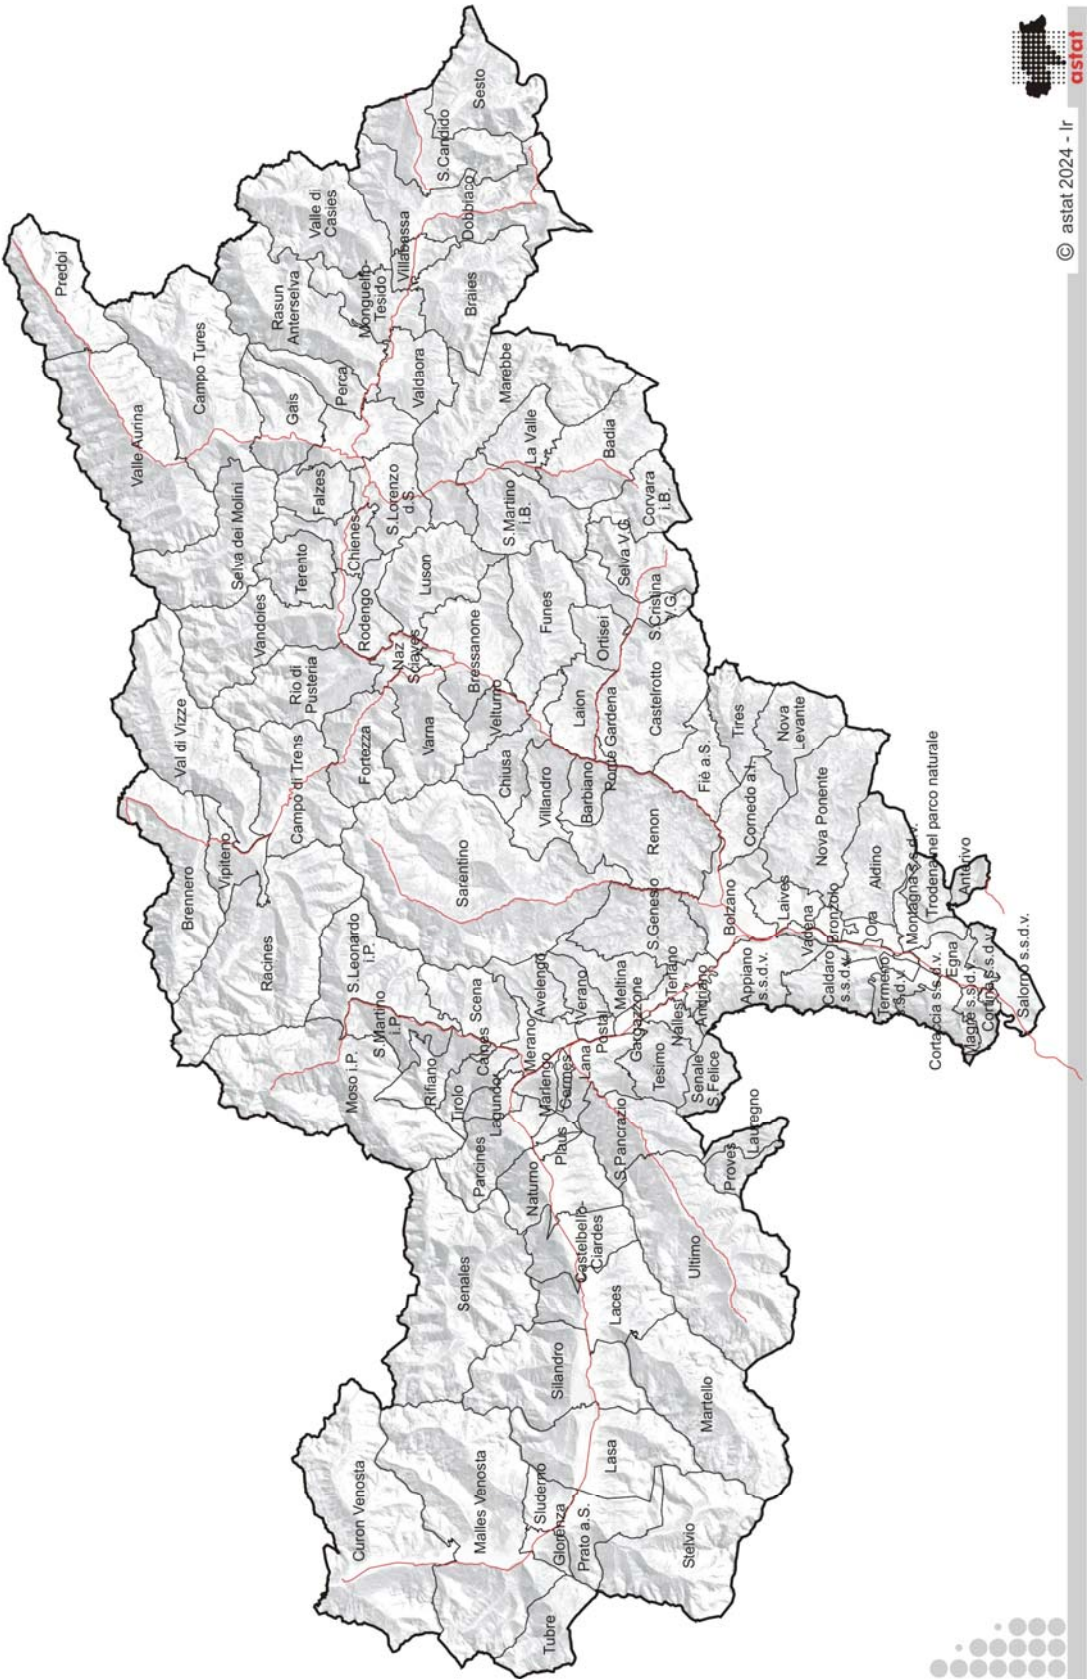 Predoi
Valle Aurina
Campo Tures
Selva dei Molini
Gais
Rasun
Anterselva
Valle di
Casies
Monguelfo-
Tesido
Villabassa
S.Candido
Sesto
Dobbiaco
Braies
Valdaora
Perca
Falzes
Terento
Chienes
S.Lorenzo
d.S.
Marebbe
La Valle
Badia
S.Martino
i.B.
Corvara
i.B.
Vandoies
Rio di
Pusteria
Rodengo
Luson
Naz
Sciaves
Bressanone
Val di Vizze
Brennero
Vipiteno
Campo di Trens
Racines
Fortezza
Varna
Velturno
Chiusa
Funes
Villandro
Laion
Barbiano
Ponte Gardena
Ortisei
S.Cristina
V.G.
Selva V.G.
Castelrotto
Fiè a.S.
Tires
Nova
Levante
Cornedo a.I.
Nova Ponente
Renon
Sarentino
S.Genesio
Bolzano
Laives
Vadena
Bronzolo
Aldino
Ora
Montagna s.s.d.v.
Trodena nel parco naturale
Anterivo
Egna
Salorno s.s.d.v.
Cortina s.s.d.v.
Magrè s.s.d.v.
Cortaccia s.s.d.v.
Termeno
s.s.d.v.
Caldaro
s.s.d.v.
Appiano
s.s.d.v.
Andriano
Terlano
Nalles
Meltina
Gargazzone
Verano
Postal
Avelengo
Lana
Tesimo
Senale
S.Felice
Lauregno
Proves
S.Leonardo
i.P.
S.Martino
i.P.
Moso i.P.
Scena
Rifiano
Caines
Tirolo
Merano
Lagundo
Marlengo
Cermes
Parcines
Plaus
Naturno
S.Pancrazio
Ultimo
Senales
Castelbello-
Ciardes
Laces
Silandro
Martello
Lasa
Curon Venosta
Malles Venosta
Sluderno
Glorenza
Prato a.S.
Stelvio
Tubre
© astat 2024 - lr
astat